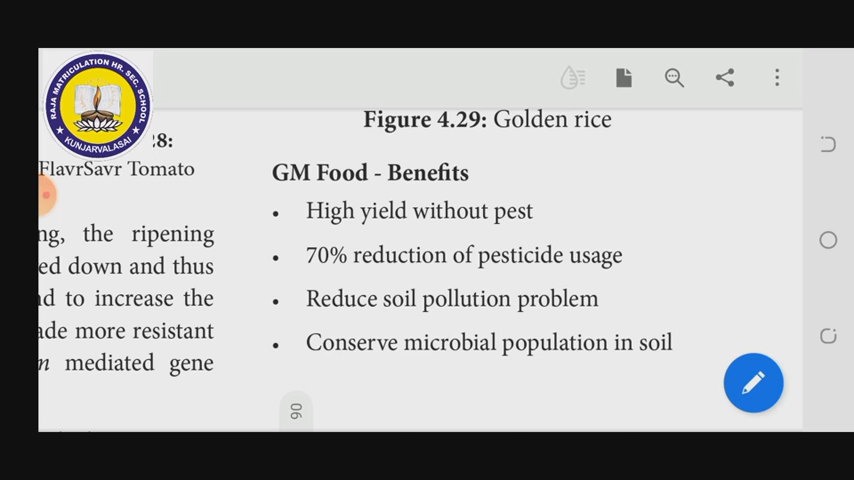 RAJA MATRICULATION HR. SEC. SCHOOL
KUNJARVALASAI
28:
FlavrSavr Tomato
ng, the ripening
ed down and thus
nd to increase the
ade more resistant
m mediated gene
Figure 4.29: Golden rice
GM Food - Benefits
• High yield without pest
• 70% reduction of pesticide usage
• Reduce soil pollution problem
• Conserve microbial population in soil
90